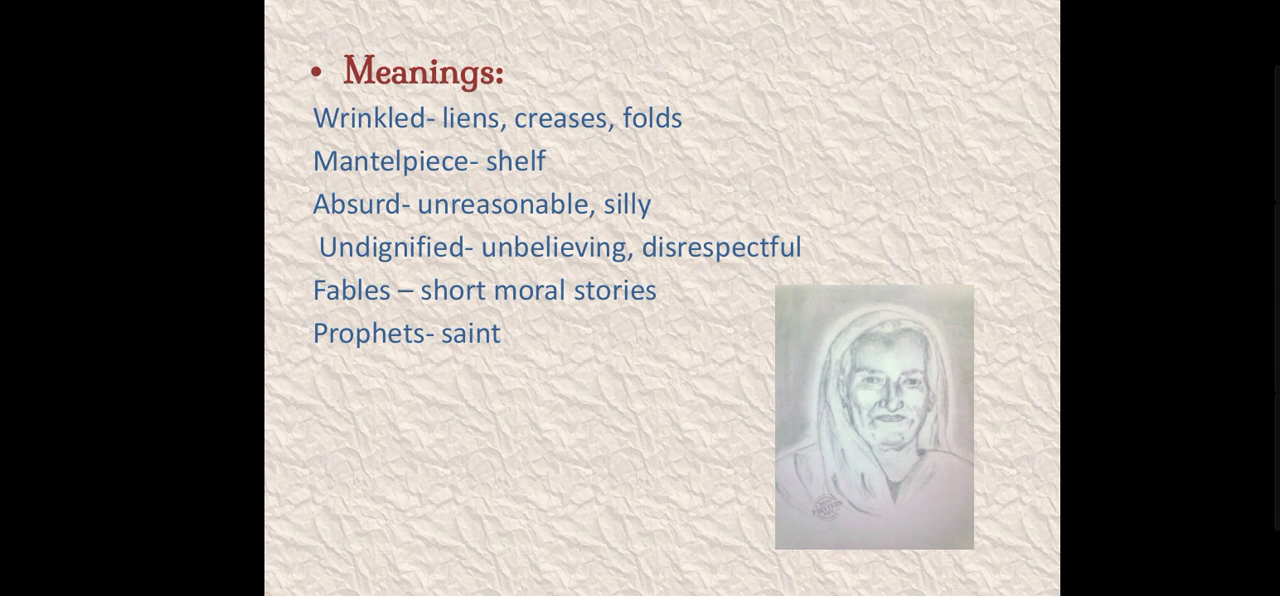 • Meanings:
Wrinkled- liens, creases, folds
Mantelpiece- shelf
Absurd- unreasonable, silly
Undignified- unbelieving, disrespectful
Fables – short moral stories
Prophets- saint